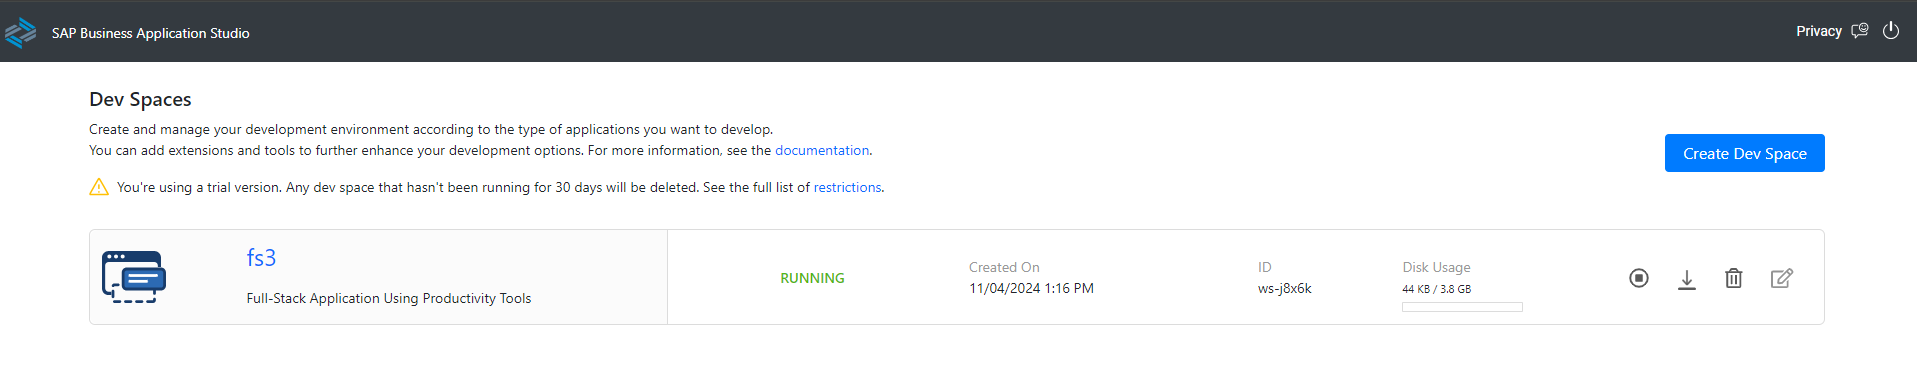 SAP Business Application Studio
Privacy
Dev Spaces
Create and manage your development environment according to the type of applications you want to develop.
You can add extensions and tools to further enhance your development options. For more information, see the documentation.
Create Dev Space
You're using a trial version. Any dev space that hasn't been running for 30 days will be deleted. See the full list of restrictions.
fs3
Full-Stack Application Using Productivity Tools
RUNNING
Created On
11/04/2024 1:16 PM
ID
ws-j8x6k
Disk Usage
44 KB / 3.8 GB